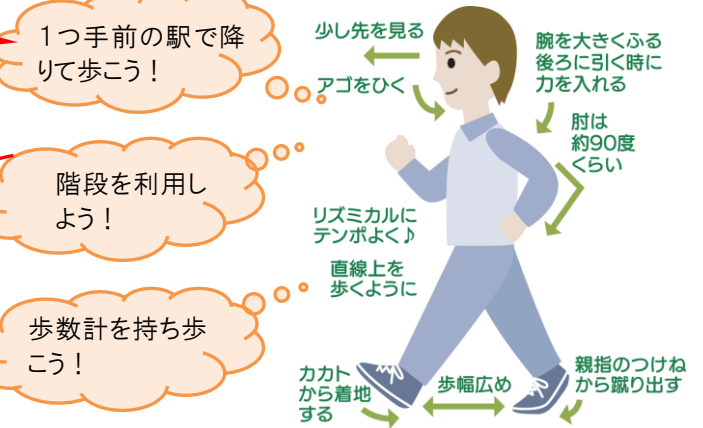 1つ手前の駅で降
りて歩こう！
階段を利用し
よう！
歩数計を持ち歩
こう！
少し先を見る
アゴをひく
腕を大きくふる
後ろに引く時に
力を入れる
肘は
約90度
くらい
リズミカルに
テンポよく♪
直線上を
歩くように
カカト
から着地
する
歩幅広め
親指のつけね
から蹴り出す